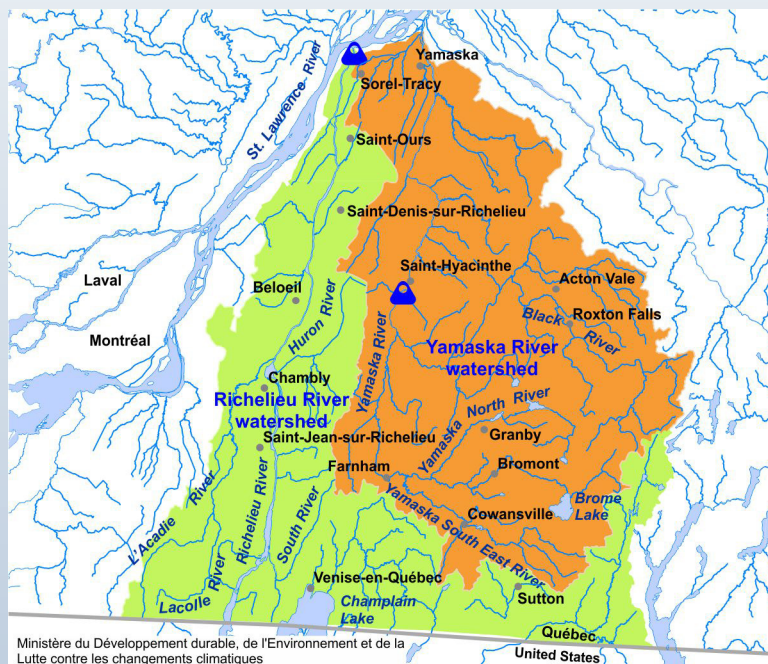 Yamaska
Sorel-Tracy
St. Lawrence River
Saint-Ours
Saint-Denis-sur-Richelieu
Saint-Hyacinthe
Acton Vale
Laval
Beloeil
Huron River
Black River
Roxton Falls
Montréal
Yamaska River
Yamaska River
watershed
Chambly
Richelieu River
watershed
Yamaska North River
Granby
Saint-Jean-sur-Richelieu
Farnham
Bromont
L'Acadie River
Richelieu River
South River
Yamaska South East River
Brome
Lake
Cowansville
Lacolle River
Venise-en-Québec
Champlain
Lake
Sutton
Québec
United States
Ministère du Développement durable, de l'Environnement et de la
Lutte contre les changements climatiques